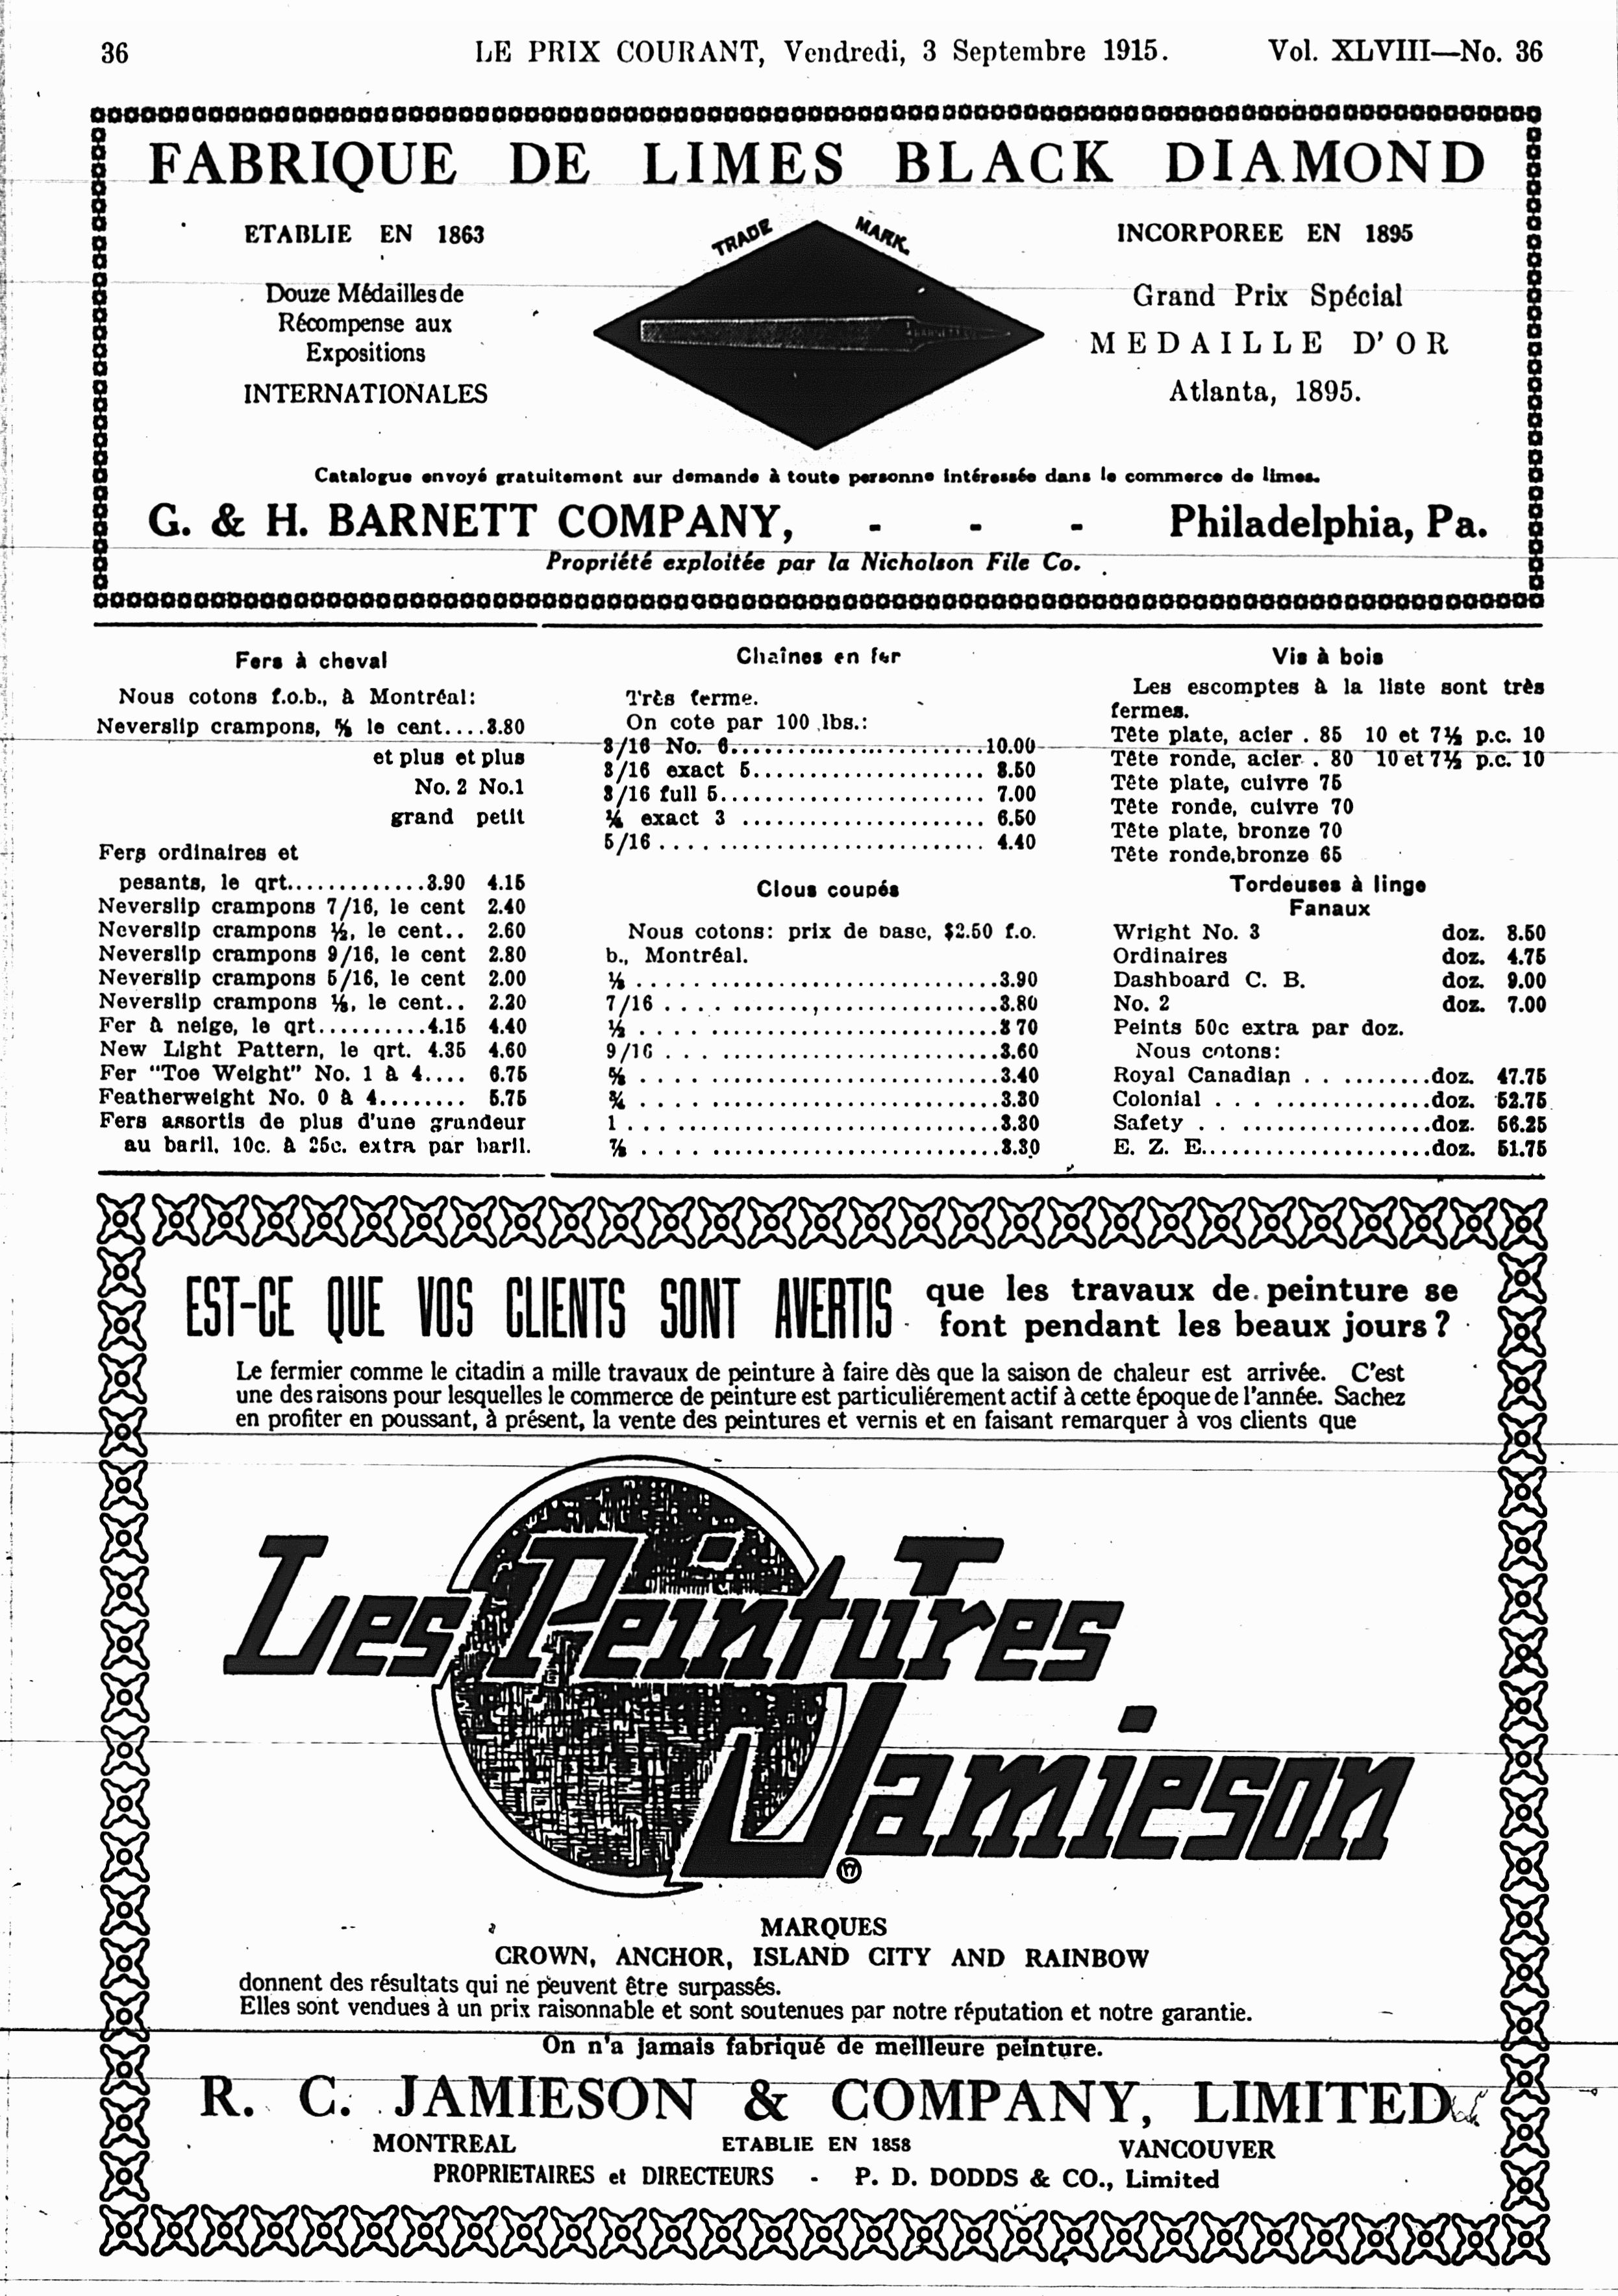 36
LE PRIX COURANT, Vendredi, 3 Septembre 1915.
Vol. XLVIII—No. 36
FABRIQUE DE LIMES BLACK DIAMOND
ETABLIE EN 1863
Douze Médailles de
Récompense aux
Expositions
INTERNATIONALES
TRADE MARK.
INCORPOREE EN 1895
Grand Prix Spécial
MEDAILLE D'OR
Atlanta, 1895.
Catalogue envoyé gratuitement sur demande à toute personne intéressée dans le commerce de limes.
G. & H. BARNETT COMPANY, - - - Philadelphia, Pa.
Propriété exploitée par la Nicholson File Co.
Fers à cheval
Nous cotons f.o.b., à Montréal:
Neverslip crampons, ⅝ le cent....3.80
et plus et plus
No. 2 No.1
grand petit
Fers ordinaires et
pesants, le qrt.............3.90 4.15
Neverslip crampons 7/16, le cent 2.40
Neverslip crampons ½, le cent.. 2.60
Neverslip crampons 9/16, le cent 2.80
Neverslip crampons 5/16, le cent 2.00
Neverslip crampons ⅜, le cent.. 2.20
Fer à neige, le qrt..........4.15 4.40
New Light Pattern, le qrt. 4.35 4.60
Fer "Toe Weight" No. 1 à 4.... 6.75
Featherweight No. 0 à 4........ 5.75
Fers assortis de plus d'une grandeur
au baril, 10c. à 25c. extra par baril.
Chaînes en fer
Très ferme.
On cote par 100 lbs.:
3/16 No. 6..........................10.00
3/16 exact 5....................... 8.50
3/16 full 5.......................... 7.00
¼ exact 3 ........................ 6.50
5/16 .... .......................... 4.40
Clous coupés
Nous cotons: prix de base, $2.50 f.o.
b., Montréal.
⅜ .... ............................3.90
7/16 .... ..........................3.80
½ .... ............................3 70
9/16 ... ...........................3.60
⅝ .... ............................3.40
¾ .... ............................3.30
1 .... .............................3.30
⅞ .... ............................3.30
Vis à bois
Les escomptes à la liste sont très
fermes.
Tête plate, acier . 85 10 et 7½ p.c. 10
Tête ronde, acier . 80 10 et 7½ p.c. 10
Tête plate, cuivre 75
Tête ronde, cuivre 70
Tête plate, bronze 70
Tête ronde,bronze 65
Tordeuses à linge
Fanaux
Wright No. 3 doz. 8.50
Ordinaires doz. 4.75
Dashboard C. B. doz. 9.00
No. 2 doz. 7.00
Peints 50c extra par doz.
Nous cotons:
Royal Canadian . . .........doz. 47.75
Colonial . . . ...............doz. 52.75
Safety . . .................doz. 56.25
E. Z. E.....................doz. 51.75
EST-CE QUE VOS CLIENTS SONT AVERTIS que les travaux de peinture se
font pendant les beaux jours?
Le fermier comme le citadin a mille travaux de peinture à faire dès que la saison de chaleur est arrivée. C'est
une des raisons pour lesquelles le commerce de peinture est particuliérement actif à cette époque de l'année. Sachez
en profiter en poussant, à présent, la vente des peintures et vernis et en faisant remarquer à vos clients que
Les Peintures
Jamieson
MARQUES
CROWN, ANCHOR, ISLAND CITY AND RAINBOW
donnent des résultats qui ne peuvent être surpassés.
Elles sont vendues à un prix raisonnable et sont soutenues par notre réputation et notre garantie.
On n'a jamais fabriqué de meilleure peinture.
R. C. JAMIESON & COMPANY, LIMITED
MONTREAL ETABLIE EN 1858 VANCOUVER
PROPRIETAIRES et DIRECTEURS - P. D. DODDS & CO., Limited